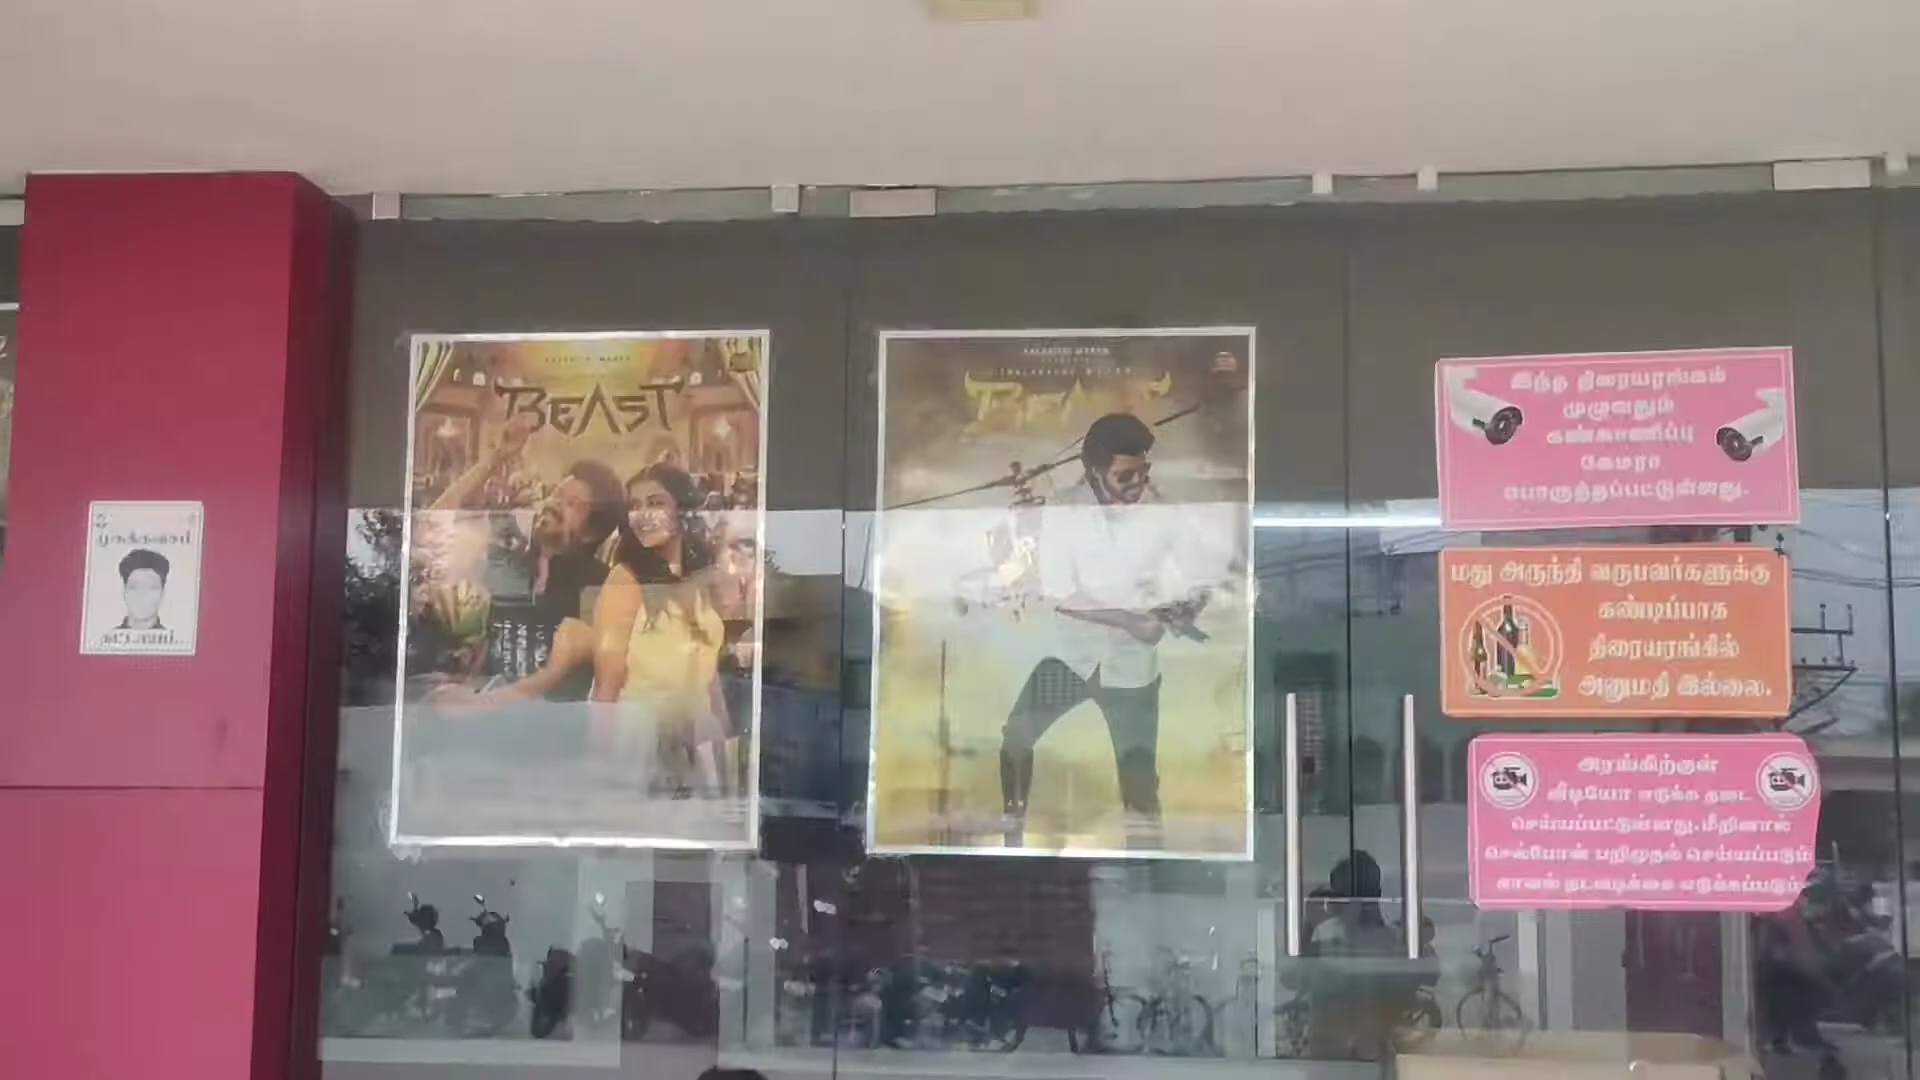 முகக்கவசம்
கட்டாயம்..
BEAST
BEAST
இந்த திரையரங்கம்
முழுவதும்
கண்காணிப்பு
கேமரா
பொருத்தப்பட்டுள்ளது.
மது அருந்தி வருபவர்களுக்கு
கண்டிப்பாக
திரையரங்கில்
அனுமதி இல்லை.
அரங்கிற்குள்
வீடியோ எடுக்க தடை
செய்யப்பட்டுள்ளது.மீறினால்
செல்போன் பறிமுதல் செய்யப்படும்
காவல் நடவடிக்கை எடுக்கப்படும்